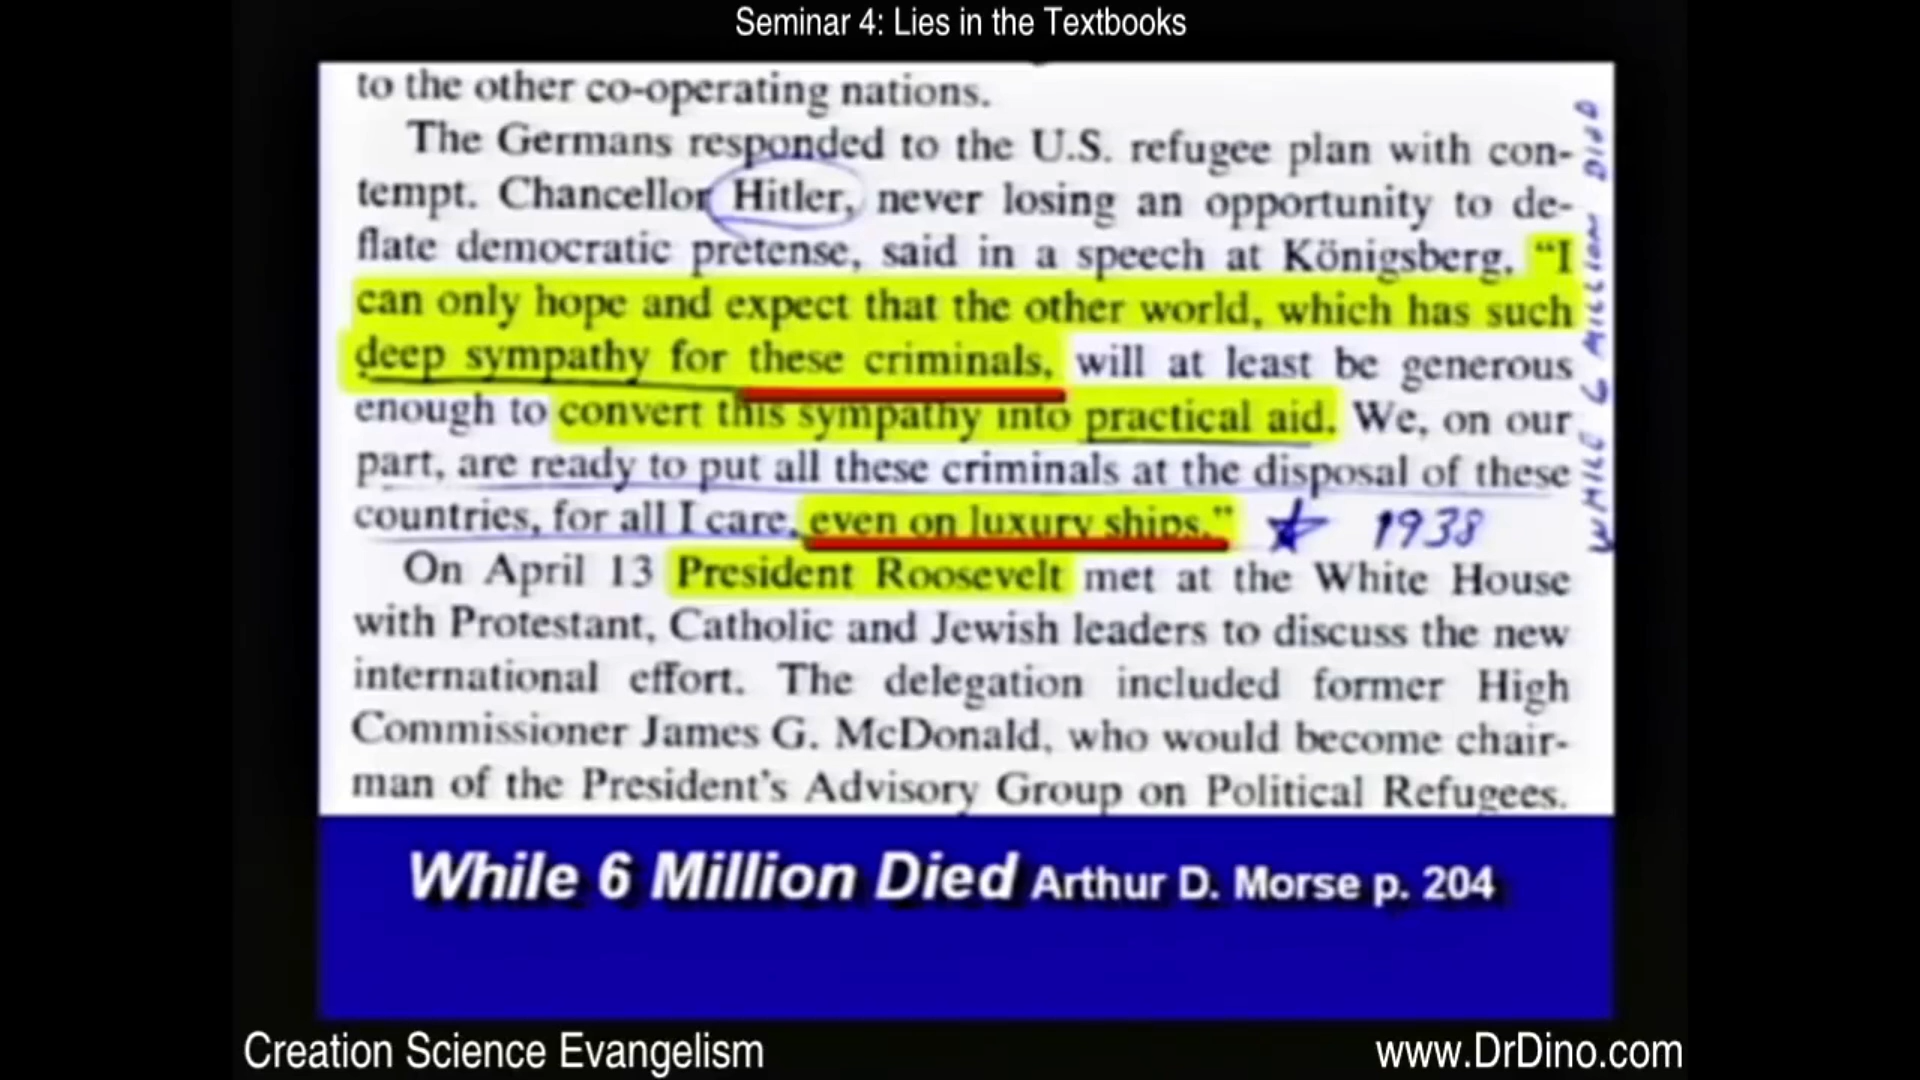 Seminar 4: Lies in the Textbooks
to the other co-operating nations.
The Germans responded to the U.S. refugee plan with con-
tempt. Chancellor Hitler, never losing an opportunity to de-
flate democratic pretense, said in a speech at Königsberg, “I
can only hope and expect that the other world, which has such
deep sympathy for these criminals, will at least be generous
enough to convert this sympathy into practical aid. We, on our
part, are ready to put all these criminals at the disposal of these
countries, for all I care, even on luxury ships.” 1938
On April 13 President Roosevelt met at the White House
with Protestant, Catholic and Jewish leaders to discuss the new
international effort. The delegation included former High
Commissioner James G. McDonald, who would become chair-
man of the President's Advisory Group on Political Refugees.
WHILE 6 MILLION DIED
While 6 Million Died Arthur D. Morse p. 204
Creation Science Evangelism
www.DrDino.com